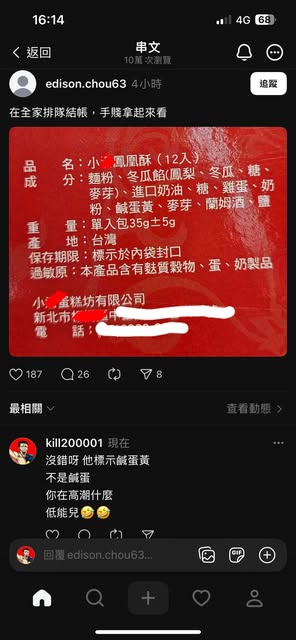 16:14
4G 68
返回
串文
10萬 次瀏覽
edison.chou63 4小時
追蹤
在全家排隊結帳，手賤拿起來看
品 名：小 鳳凰酥（12入）
成 分：麵粉、冬瓜餡(鳳梨、冬瓜、糖、
麥芽)、進口奶油、糖、雞蛋、奶
粉、鹹蛋黃、麥芽、蘭姆酒、鹽
重 量：單入包35g±5g
產 地：台灣
保存期限：標示於內袋封口
過敏原：本產品含有麩質穀物、蛋、奶製品
小 蛋糕坊有限公司
新北市 中
電 話：
187 26 8
最相關
查看動態
kill200001 現在
沒錯呀 他標示鹹蛋黃
不是鹹蛋
你在高潮什麼
低能兒🤣🤣
回覆edison.chou63...
GIF